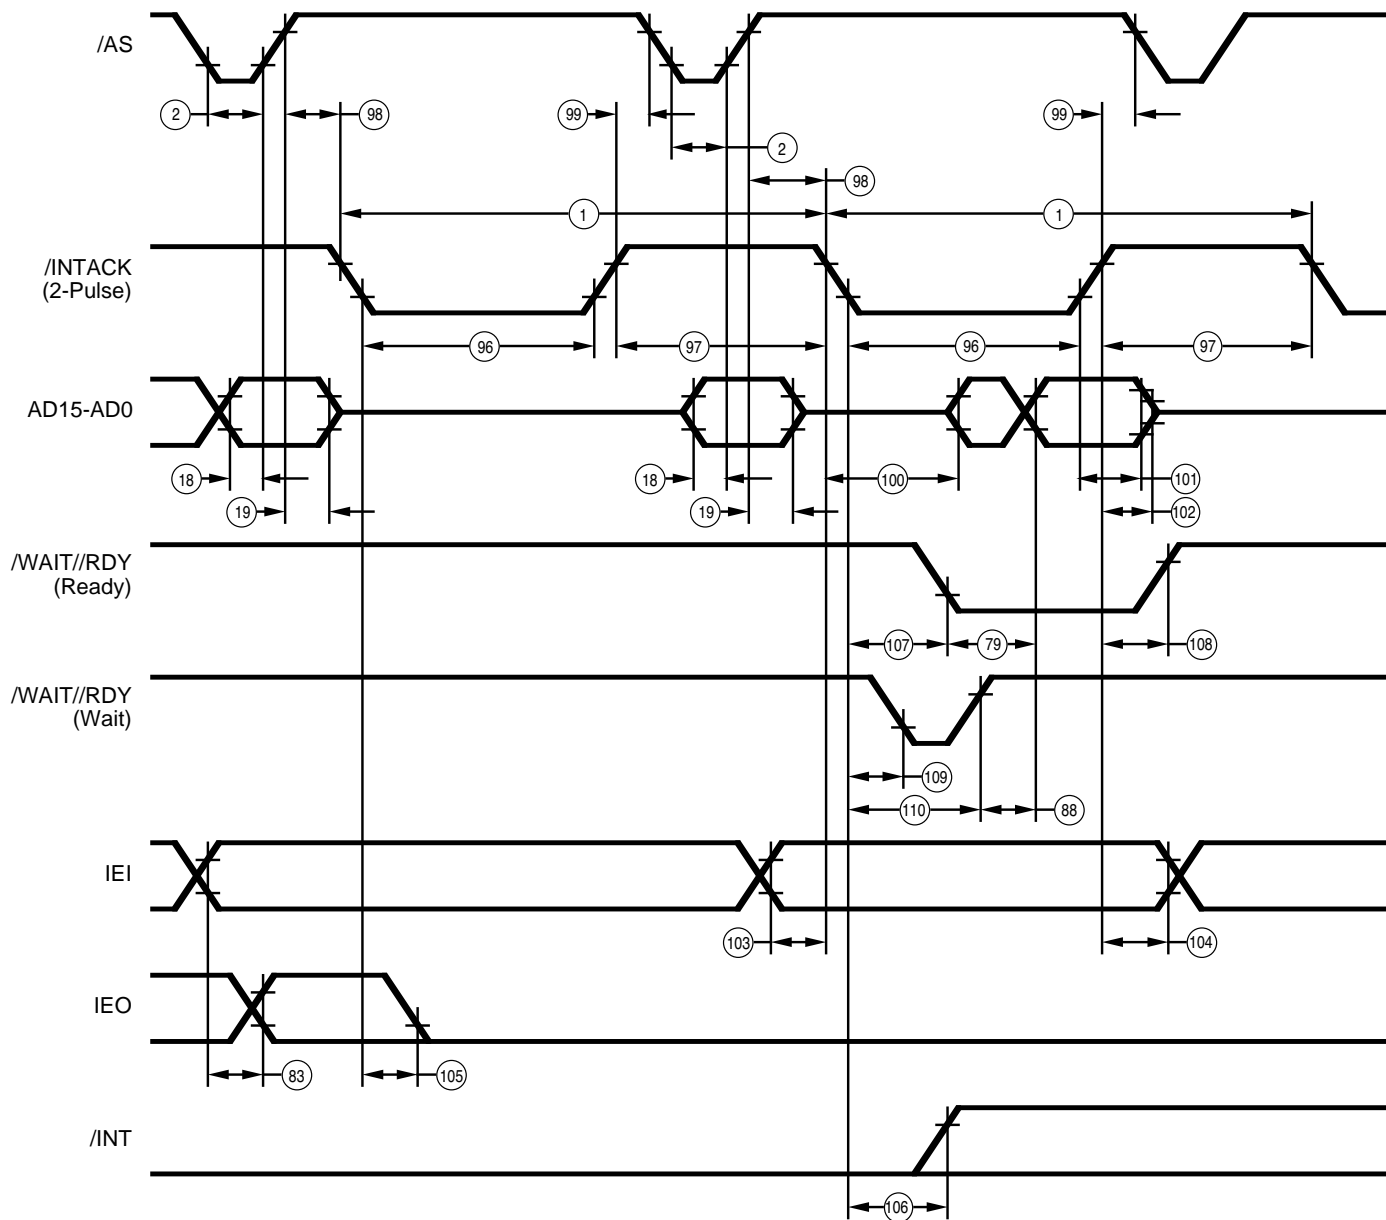 /AS
2
98
99
2
98
99
1
1
/INTACK
(2-Pulse)
96
97
96
97
AD15-AD0
18
19
18
19
100
101
102
/WAIT//RDY
(Ready)
107
79
108
/WAIT//RDY
(Wait)
109
110
88
IEI
103
104
IEO
83
105
/INT
106